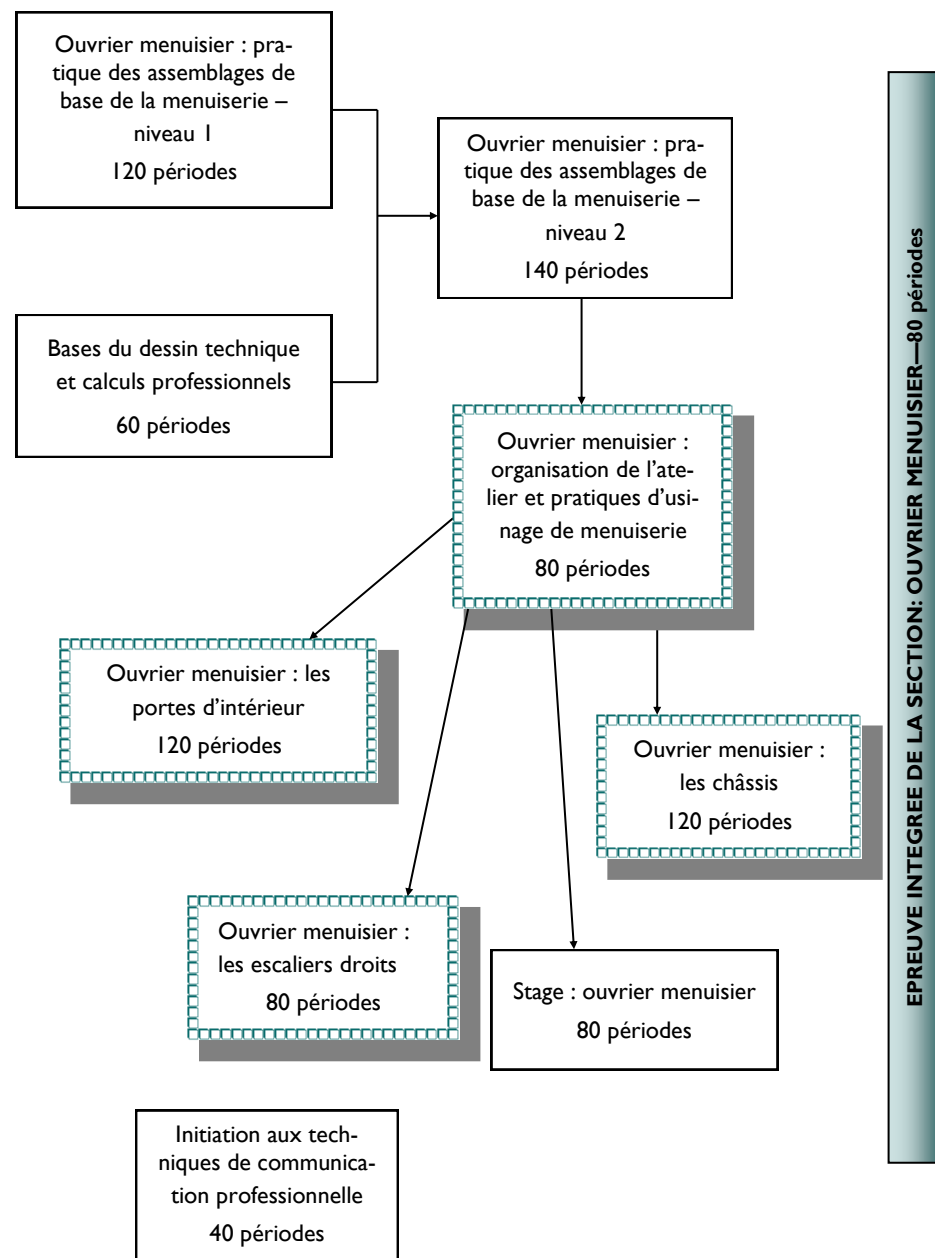 Ouvrier menuisier : pra-
tique des assemblages de
base de la menuiserie –
niveau 1
120 périodes
Ouvrier menuisier : pra-
tique des assemblages de
base de la menuiserie –
niveau 2
140 périodes
Bases du dessin technique
et calculs professionnels
60 périodes
Ouvrier menuisier :
organisation de l’ate-
lier et pratiques d’usi-
nage de menuiserie
80 périodes
Ouvrier menuisier : les
portes d’intérieur
120 périodes
Ouvrier menuisier :
les châssis
120 périodes
Ouvrier menuisier :
les escaliers droits
80 périodes
Stage : ouvrier menuisier
80 périodes
Initiation aux tech-
niques de communica-
tion professionnelle
40 périodes
EPREUVE INTEGREE DE LA SECTION: OUVRIER MENUISIER—80 périodes